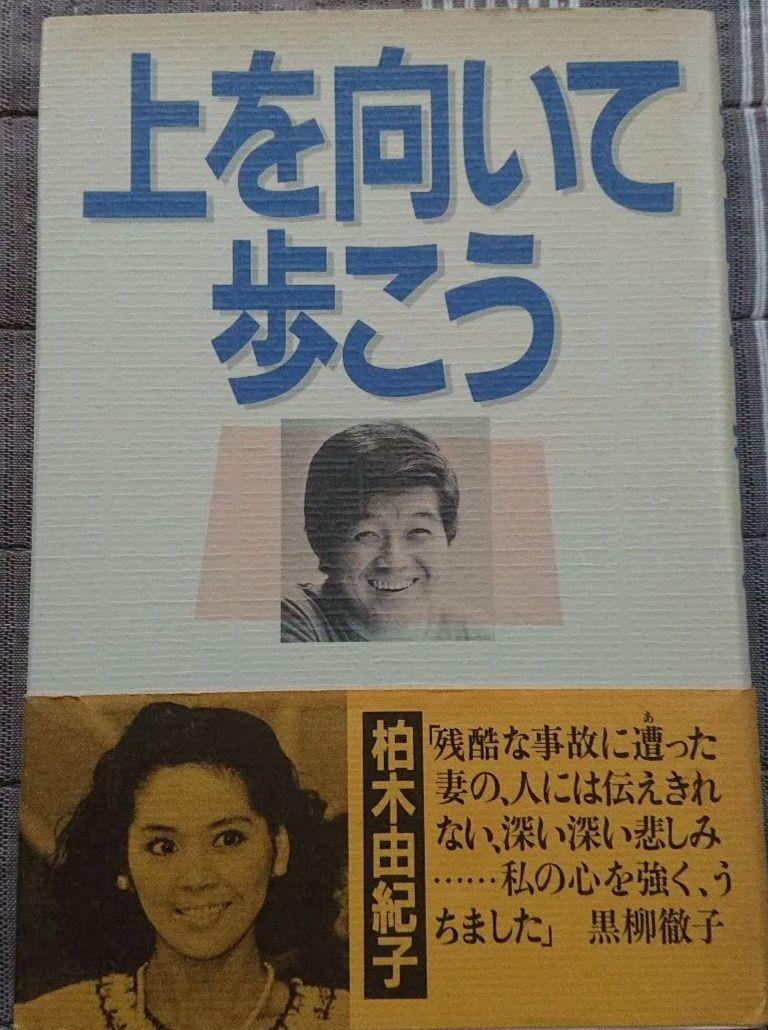 上を向いて
歩こう
柏木由紀子
「残酷な事故に遭った
あ
妻の、人には伝えきれ
ない、深い深い悲しみ
……私の心を強く、う
ちました」 黒柳徹子